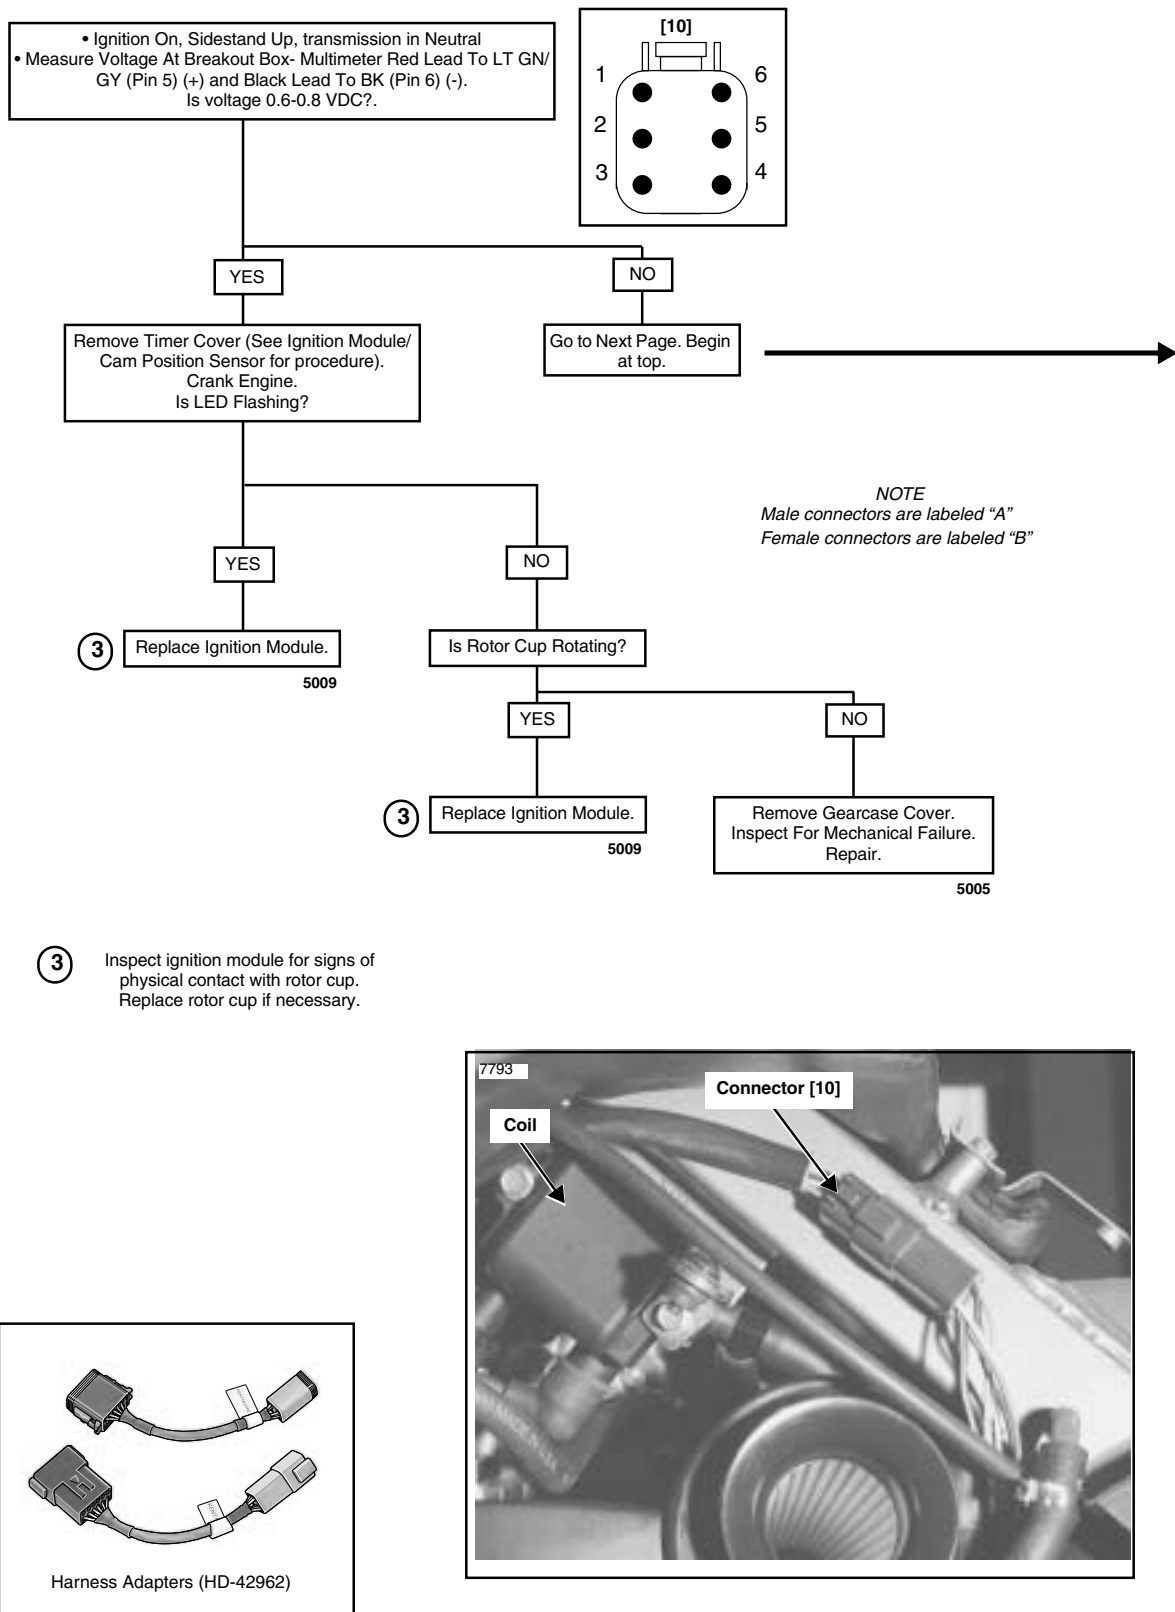 • Ignition On, Sidestand Up, transmission in Neutral
• Measure Voltage At Breakout Box- Multimeter Red Lead To LT GN/
GY (Pin 5) (+) and Black Lead To BK (Pin 6) (-).
Is voltage 0.6-0.8 VDC?.
[10]
1
6
2
5
3
4
YES
NO
Remove Timer Cover (See Ignition Module/
Cam Position Sensor for procedure).
Crank Engine.
Is LED Flashing?
Go to Next Page. Begin
at top.
NOTE
Male connectors are labeled “A”
Female connectors are labeled “B”
YES
NO
3
Replace Ignition Module.
5009
Is Rotor Cup Rotating?
YES
NO
3
Replace Ignition Module.
5009
Remove Gearcase Cover.
Inspect For Mechanical Failure.
Repair.
5005
3
Inspect ignition module for signs of
physical contact with rotor cup.
Replace rotor cup if necessary.
7793
Connector [10]
Coil
Harness Adapters (HD-42962)